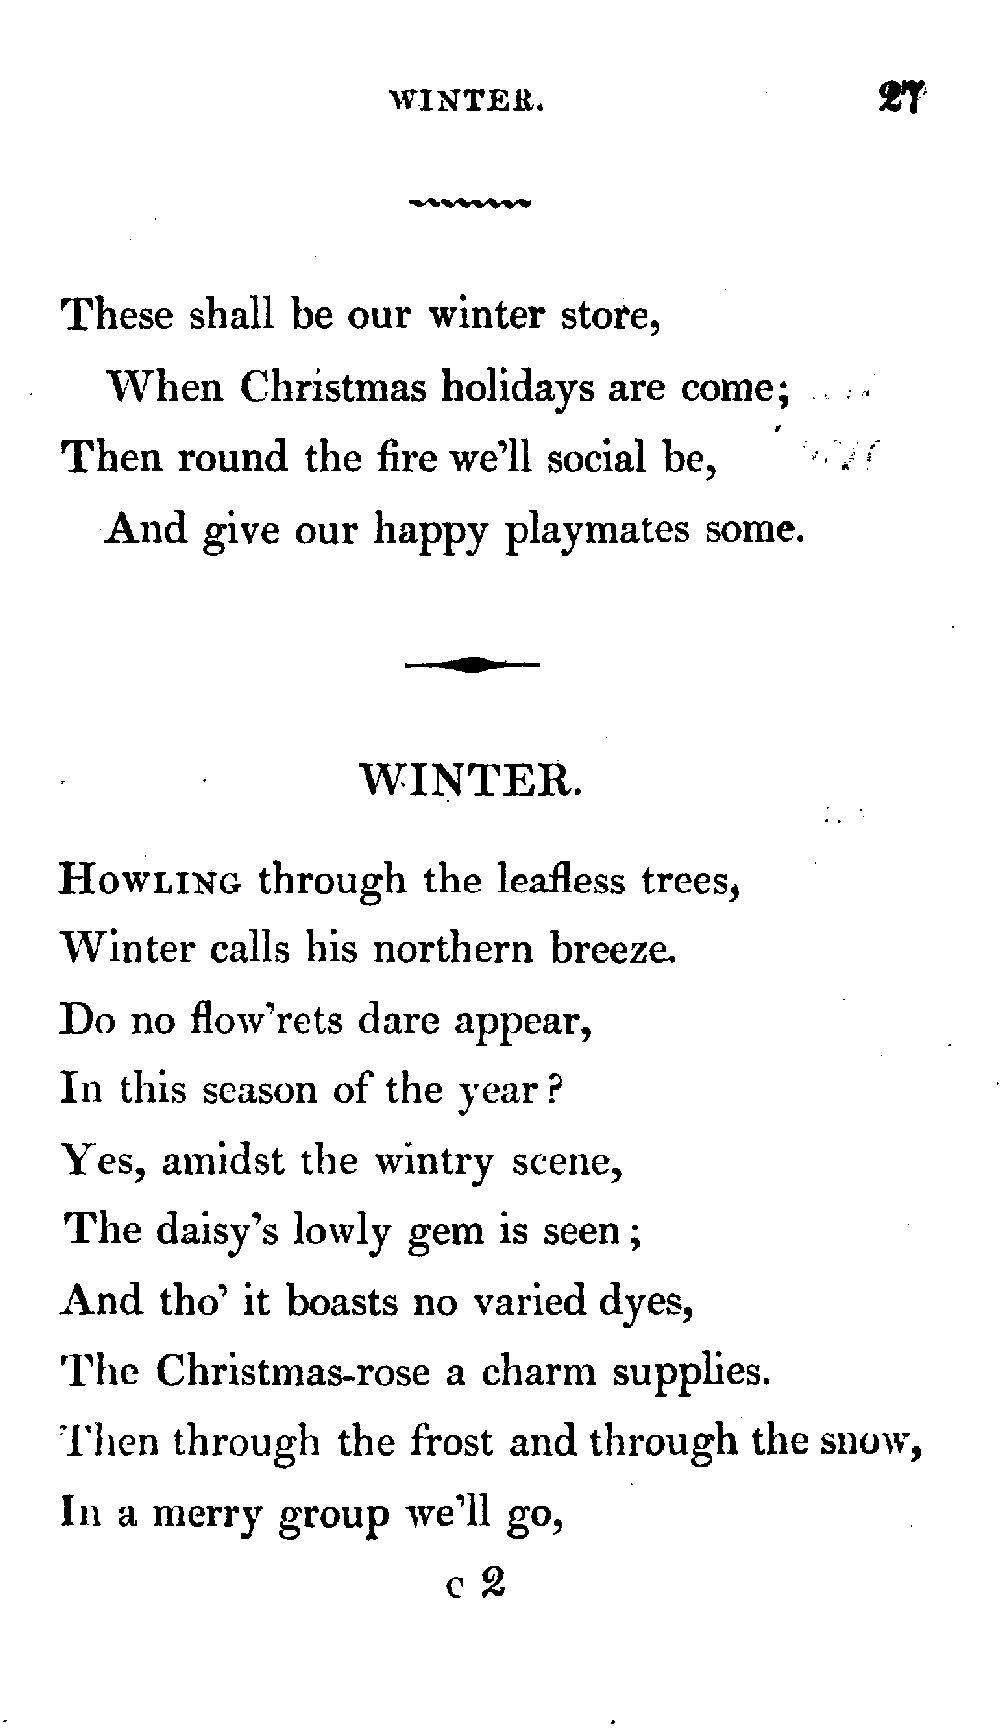 WINTER. 27
These shall be our winter store,
When Christmas holidays are come;
Then round the fire we'll social be,
And give our happy playmates some.
WINTER.
HOWLING through the leafless trees,
Winter calls his northern breeze.
Do no flow'rets dare appear,
In this season of the year?
Yes, amidst the wintry scene,
The daisy's lowly gem is seen;
And tho' it boasts no varied dyes,
The Christmas-rose a charm supplies.
Then through the frost and through the snow,
In a merry group we'll go,
C 2